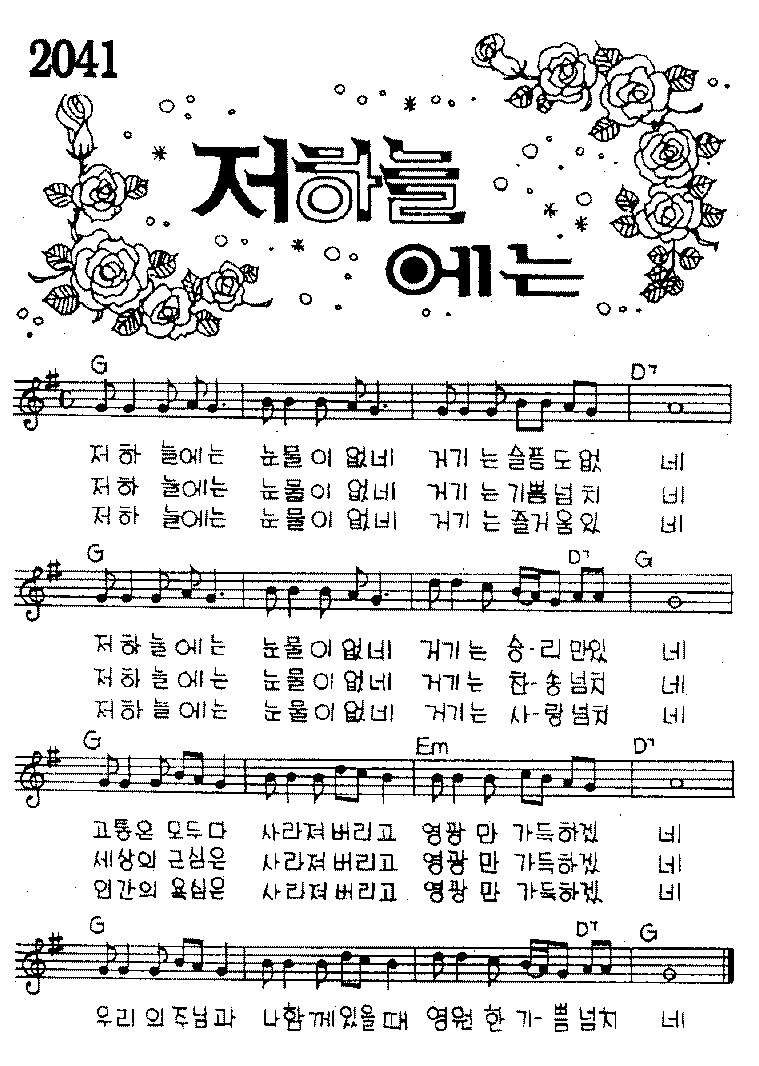 2041
저하늘
에는
G D7
저하 늘에는 눈물이 없네 거기 는 슬픔도없 네
저하 늘에는 눈물이 없네 거기 는 기쁨넘치 네
저하 늘에는 눈물이 없네 거기 는 즐거움있 네
G D7 G
저하 늘에는 눈물이없네 거기는 승-리만있 네
저하 늘에는 눈물이없네 거기는 찬-송넘치 네
저하 늘에는 눈물이없네 거기는 사-랑넘치 네
G Em D7
고통은 모두다 사라져버리고 영광 만 가득하겠 네
세상의 근심은 사라져버리고 영광 만 가득하겠 네
인간의 욕심은 사라져버리고 영광 만 가득하겠 네
G D7 G
우리 의주님과 나함께있을때 영원 한 기-쁨넘치 네